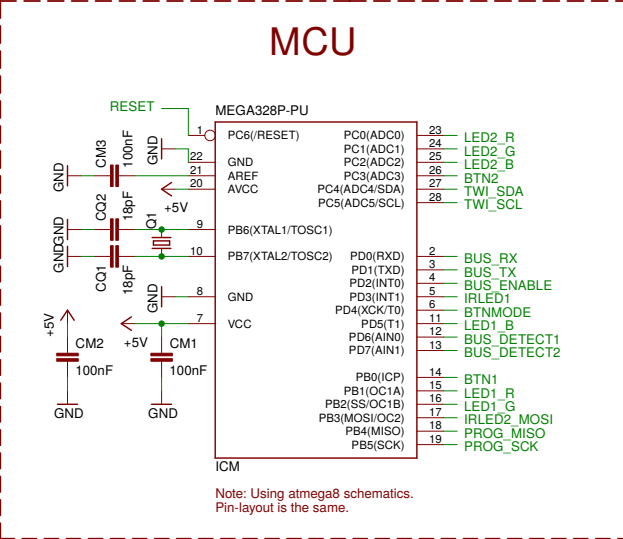 MCU
RESET
MEGA328P-PU
1 PC6(/RESET) PC0(ADC0) 23 LED2_R
PC1(ADC1) 24 LED2_G
GND 22 GND PC2(ADC2) 25 LED2_B
GND CM3 100nF 21 AREF PC3(ADC3) 26 BTN2
+5V 20 AVCC PC4(ADC4/SDA) 27 TWI_SDA
PC5(ADC5/SCL) 28 TWI_SCL
GND CQ2 18pF Q1 9 PB6(XTAL1/TOSC1)
GND CQ1 18pF 10 PB7(XTAL2/TOSC2) PD0(RXD) 2 BUS_RX
PD1(TXD) 3 BUS_TX
PD2(INT0) 4 BUS_ENABLE
GND 8 GND PD3(INT1) 5 IRLED1
PD4(XCK/T0) 6 BTNMODE
+5V +5V 7 VCC PD5(T1) 11 LED1_B
PD6(AIN0) 12 BUS_DETECT1
CM2 CM1 PD7(AIN1) 13 BUS_DETECT2
100nF 100nF PB0(ICP) 14 BTN1
PB1(OC1A) 15 LED1_R
PB2(SS/OC1B) 16 LED1_G
GND GND PB3(MOSI/OC2) 17 IRLED2_MOSI
PB4(MISO) 18 PROG_MISO
PB5(SCK) 19 PROG_SCK
ICM
Note: Using atmega8 schematics.
Pin-layout is the same.